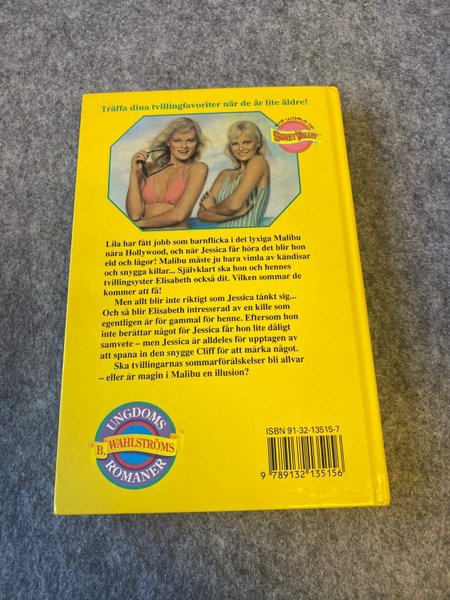 Träffa dina tvillingfavoriter när de är lite äldre!
THE WORLD OF
SWEET VALLEY
Lila har fått jobb som barnflicka i det lyxiga Malibu
nära Hollywood, och när Jessica får höra det blir hon
eld och lågor! Malibu måste ju bara vimla av kändisar
och snygga killar... Självklart ska hon och hennes
tvillingsyster Elisabeth också dit. Vilken sommar de
kommer att få!
Men allt blir inte riktigt som Jessica tänkt sig...
Och så blir Elisabeth intresserad av en kille som
egentligen är för gammal för henne. Eftersom hon
inte berättar något för Jessica får hon lite dåligt
samvete – men Jessica är alldeles för upptagen av
att spana in den snygge Cliff för att märka något.
Ska tvillingarnas sommarförälskelser bli allvar
– eller är magin i Malibu en illusion?
UNGDOMS
B. WAHLSTRÖMS
ROMANER
ISBN 91-32-13515-7
9 789132 135156